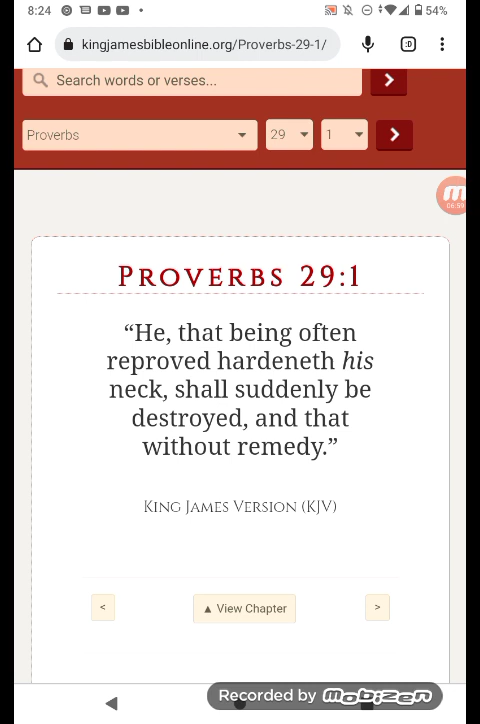 8:24
54%
kingjamesbibleonline.org/Proverbs-29-1/
:D
Search words or verses...
Proverbs 29 1
06:59
PROVERBS 29:1
“He, that being often
reproved hardeneth his
neck, shall suddenly be
destroyed, and that
without remedy.”
KING JAMES VERSION (KJV)
< ▲ View Chapter >
Recorded by mobizen